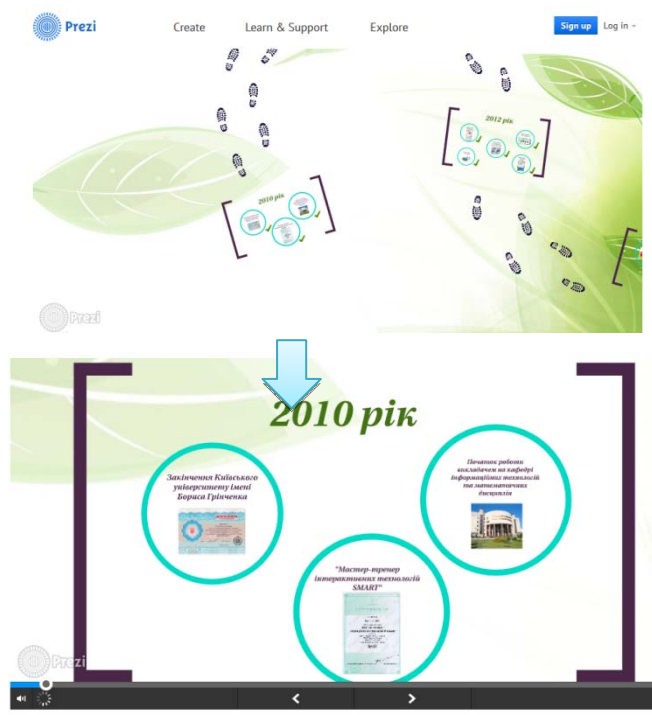 Prezi
Create
Learn & Support
Explore
Sign up
Log in
2012 рік
2010 рік
Prezi
2010 рік
Закінчення Київського
університету імені
Бориса Грінченка
Початок роботи
викладачем на кафедрі
інформаційних технологій
та математичних
дисциплін
"Мастер-тренер
інтерактивних технологій
SMART"
Prezi